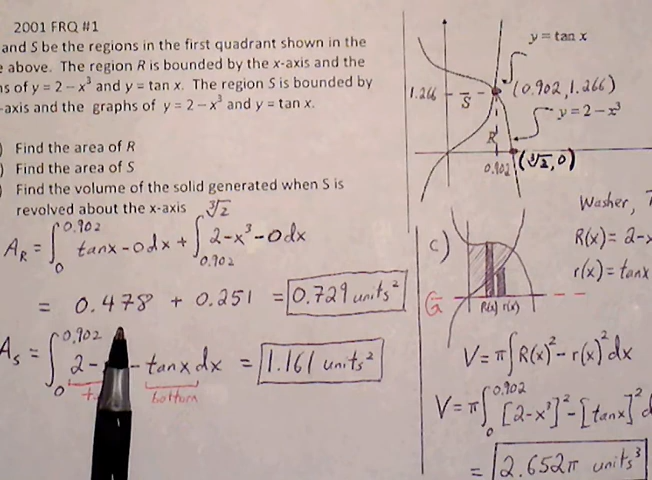 2001 FRQ #1
and S be the regions in the first quadrant shown in the
above. The region R is bounded by the x-axis and the
of y = 2 − x³ and y = tan x. The region S is bounded by
-axis and the graphs of y = 2 − x³ and y = tan x.
) Find the area of R
) Find the area of S
) Find the volume of the solid generated when S is
revolved about the x-axis
A_R = ∫₀^0.902 tanx − 0 dx + ∫_0.902^∛2 2 − x³ − 0 dx
= 0.478 + 0.251 = 0.729 units²
A_S = ∫₀^0.902 2 − − tanx dx = 1.161 units²
bottom
y = tan x
1.266
S
(0.902, 1.266)
y = 2 − x³
R
0.902
(∛2, 0)
Washer,
R(x) = 2 −
c)
r(x) = tanx
R(x) r(x)
V = π∫ R(x)² − r(x)² dx
V = π∫₀^0.902 [2 − x³]² − [tanx]²
= 2.652π units³